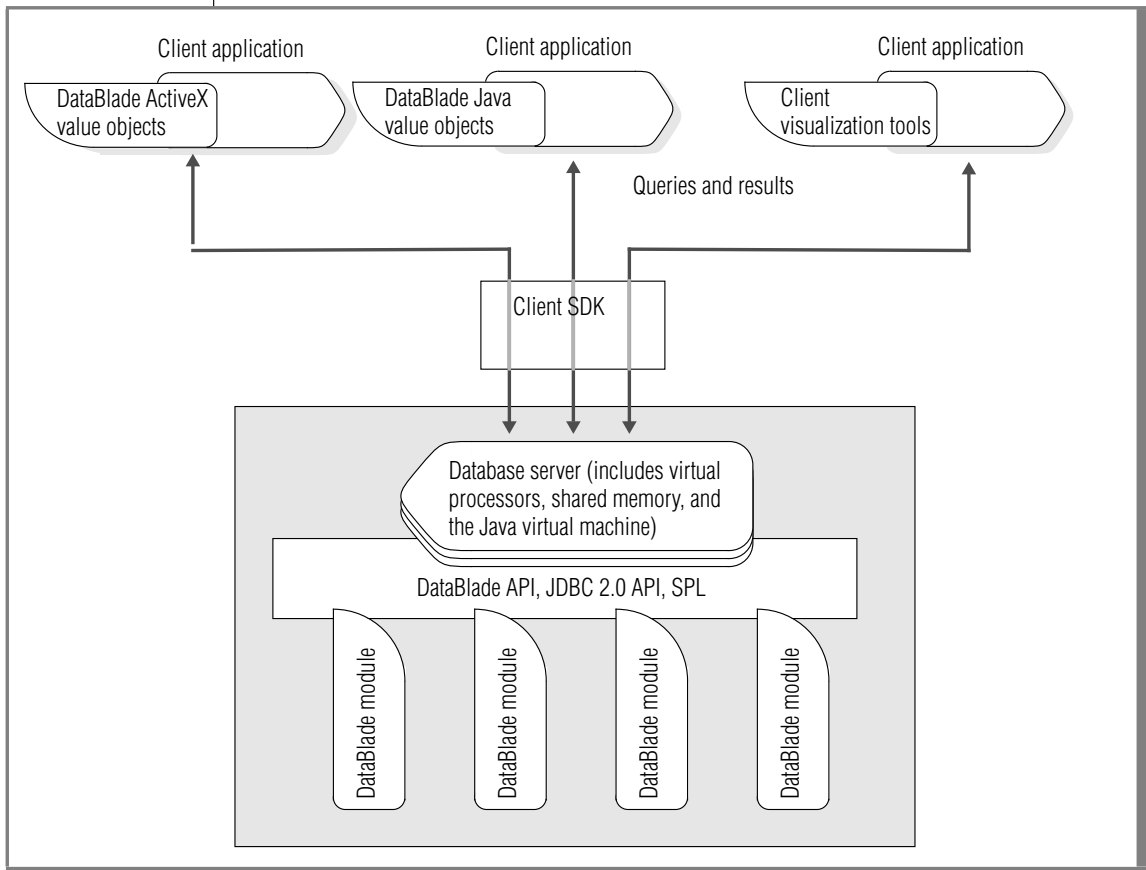 Client application
Client application
Client application
DataBlade ActiveX
value objects
DataBlade Java
value objects
Client
visualization tools
Queries and results
Client SDK
Database server (includes virtual
processors, shared memory, and
the Java virtual machine)
DataBlade API, JDBC 2.0 API, SPL
DataBlade module
DataBlade module
DataBlade module
DataBlade module